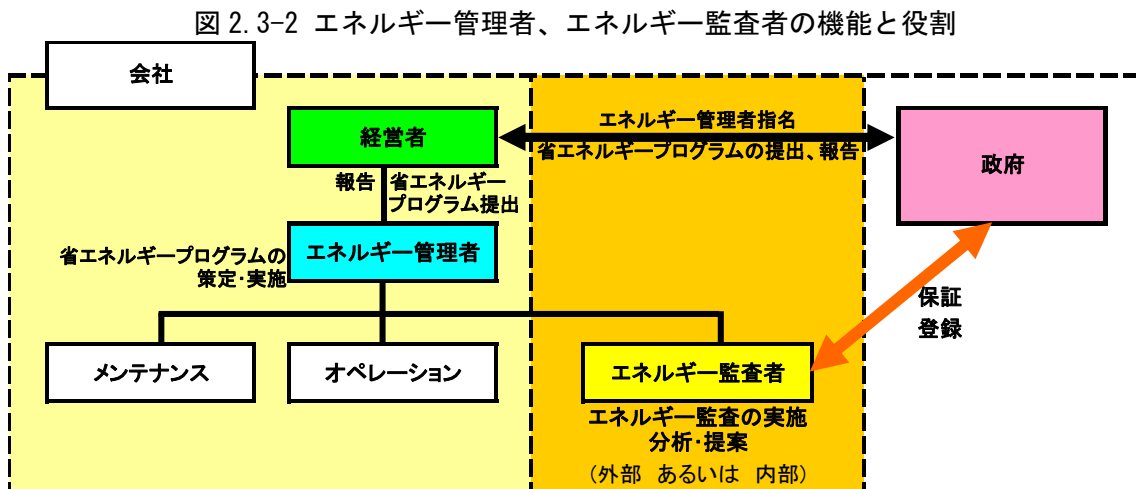 図 2.3-2 エネルギー管理者、エネルギー監査者の機能と役割
会社
経営者
エネルギー管理者指名
省エネルギープログラムの提出、報告
政府
報告
省エネルギー
プログラム提出
エネルギー管理者
省エネルギープログラムの
策定・実施
保証
登録
メンテナンス
オペレーション
エネルギー監査者
エネルギー監査の実施
分析・提案
（外部 あるいは 内部）